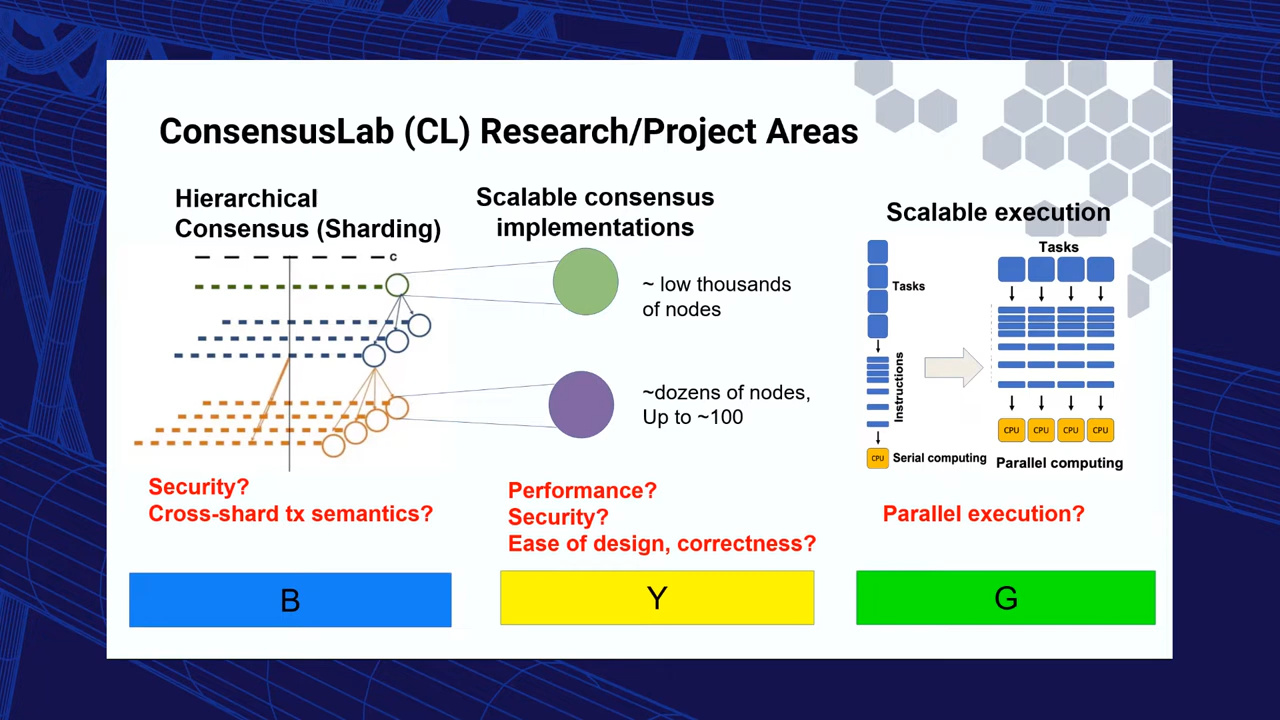 ConsensusLab (CL) Research/Project Areas
Hierarchical
Consensus (Sharding)
C
Security?
Cross-shard tx semantics?
B
Scalable consensus
implementations
~ low thousands
of nodes
~dozens of nodes,
Up to ~100
Performance?
Security?
Ease of design, correctness?
Y
Scalable execution
Tasks
Instructions
CPU
Serial computing
Tasks
CPU
CPU
CPU
CPU
Parallel computing
Parallel execution?
G